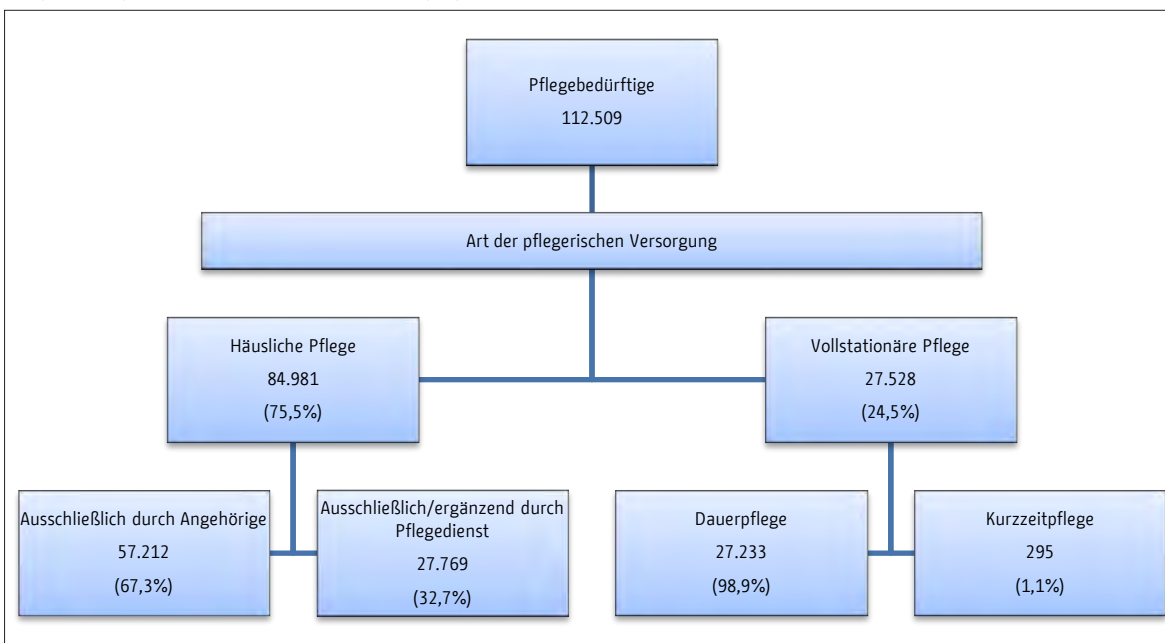 Pflegebedürftige
112.509
Art der pflegerischen Versorgung
Häusliche Pflege
84.981
(75,5%)
Vollstationäre Pflege
27.528
(24,5%)
Ausschließlich durch Angehörige
57.212
(67,3%)
Ausschließlich/ergänzend durch
Pflegedienst
27.769
(32,7%)
Dauerpflege
27.233
(98,9%)
Kurzzeitpflege
295
(1,1%)